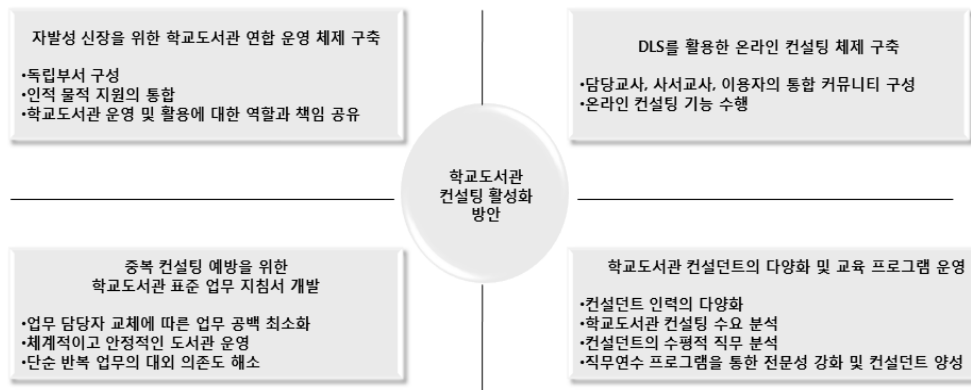 자발성 신장을 위한 학교도서관 연합 운영 체제 구축
•독립부서 구성
•인적 물적 지원의 통합
•학교도서관 운영 및 활용에 대한 역할과 책임 공유
DLS를 활용한 온라인 컨설팅 체제 구축
•담당교사, 사서교사, 이용자의 통합 커뮤니티 구성
•온라인 컨설팅 기능 수행
학교도서관
컨설팅 활성화
방안
중복 컨설팅 예방을 위한
학교도서관 표준 업무 지침서 개발
•업무 담당자 교체에 따른 업무 공백 최소화
•체계적이고 안정적인 도서관 운영
•단순 반복 업무의 대외 의존도 해소
학교도서관 컨설턴트의 다양화 및 교육 프로그램 운영
•컨설턴트 인력의 다양화
•학교도서관 컨설팅 수요 분석
•컨설턴트의 수평적 직무 분석
•직무연수 프로그램을 통한 전문성 강화 및 컨설턴트 양성